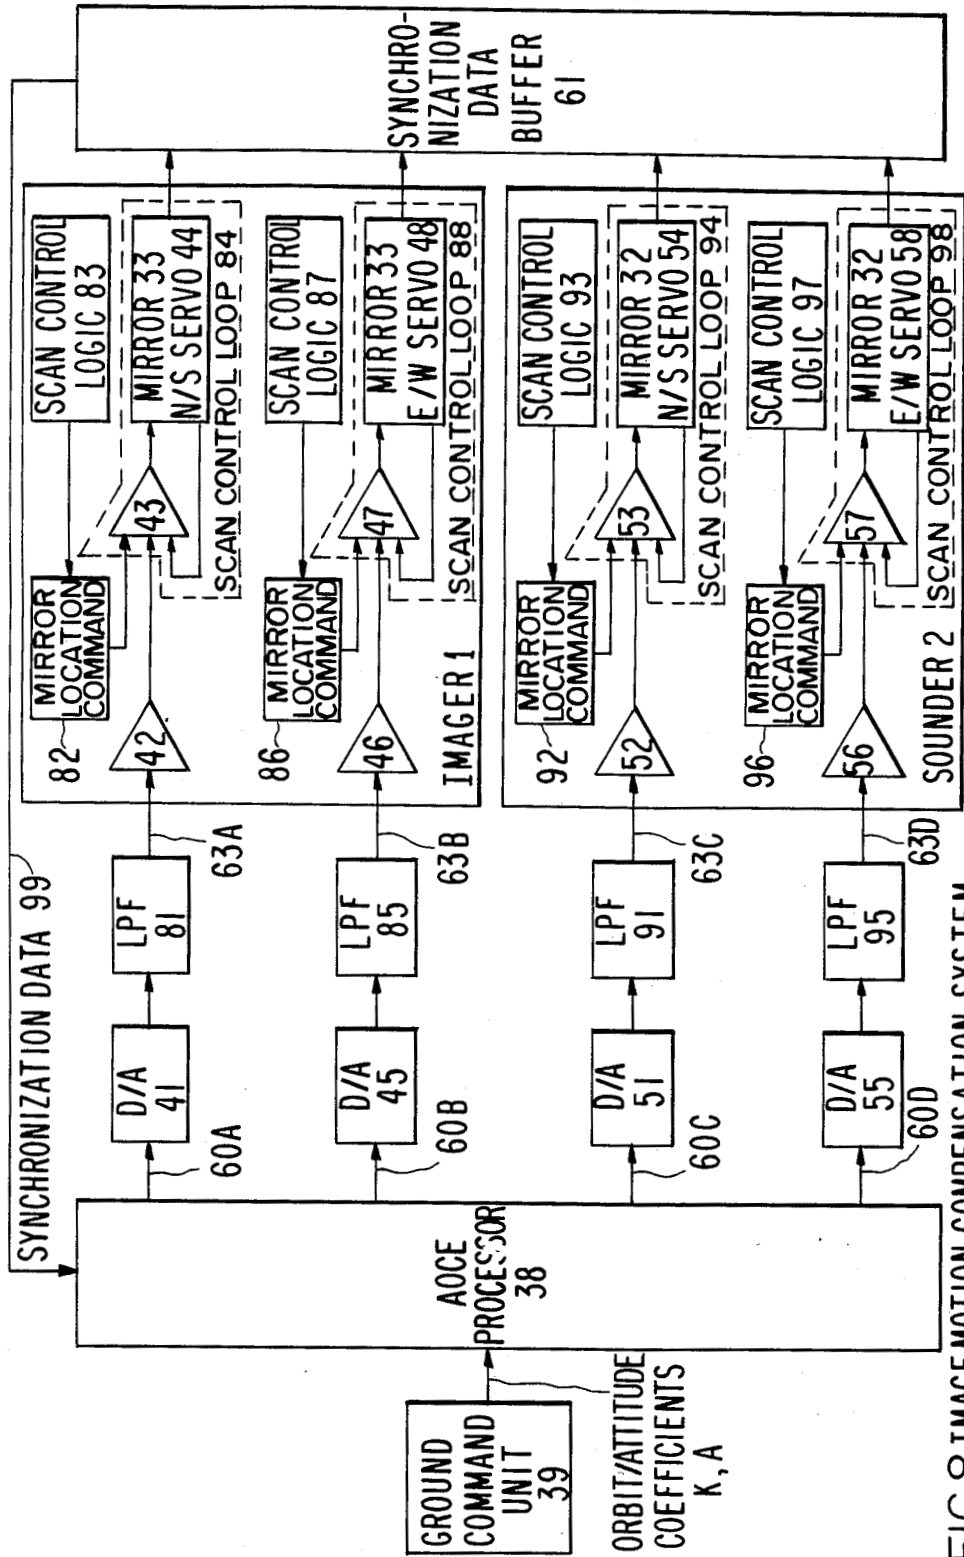 SYNCHRONIZATION DATA 99
GROUND
COMMAND
UNIT
39
ORBIT/ATTITUDE
COEFFICIENTS
K, A
AOCE
PROCESSOR
38
60A
D/A
41
LPF
81
63A
42
82
MIRROR
LOCATION
COMMAND
SCAN CONTROL
LOGIC 83
43
MIRROR 33
N/S SERVO 44
SCAN CONTROL LOOP 84
60B
D/A
45
LPF
85
63B
46
86
MIRROR
LOCATION
COMMAND
SCAN CONTROL
LOGIC 87
47
MIRROR 33
E/W SERVO 48
SCAN CONTROL LOOP 88
IMAGER 1
60C
D/A
51
LPF
91
63C
52
92
MIRROR
LOCATION
COMMAND
SCAN CONTROL
LOGIC 93
53
MIRROR 32
N/S SERVO 54
SCAN CONTROL LOOP 94
60D
D/A
55
LPF
95
63D
56
96
MIRROR
LOCATION
COMMAND
SCAN CONTROL
LOGIC 97
57
MIRROR 32
E/W SERVO 58
SCAN CONTROL LOOP 98
SOUNDER 2
SYNCHRO-
NIZATION
DATA
BUFFER
61
FIG. 8 IMAGE MOTION COMPENSATION SYSTEM